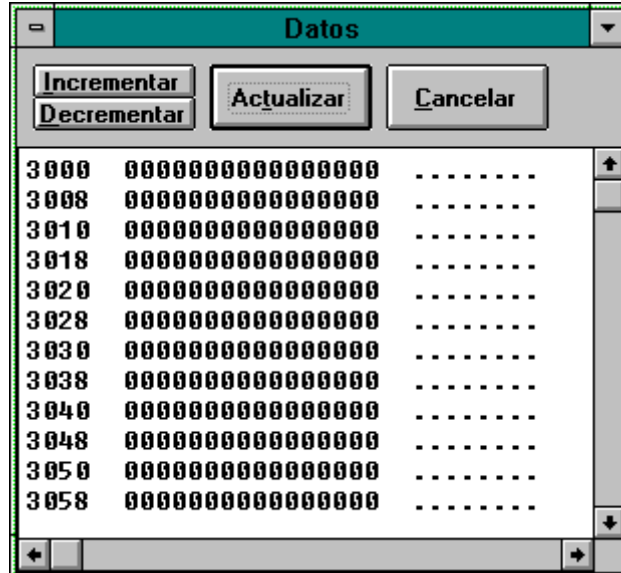 Datos
Incrementar
Decrementar
Actualizar
Cancelar
3000 0000000000000000 ........
3008 0000000000000000 ........
3010 0000000000000000 ........
3018 0000000000000000 ........
3020 0000000000000000 ........
3028 0000000000000000 ........
3030 0000000000000000 ........
3038 0000000000000000 ........
3040 0000000000000000 ........
3048 0000000000000000 ........
3050 0000000000000000 ........
3058 0000000000000000 ........